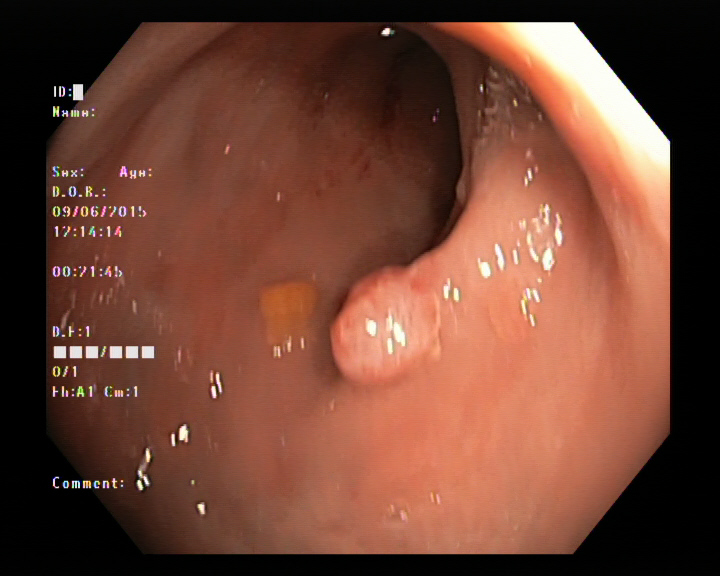 ID:
Name:
Sex: Age:
D.O.B.:
09/06/2015
12:14:14
00:21:45
D.F:1
■■■/■■■
0/1
Eh:A1 Cm:1
Comment: